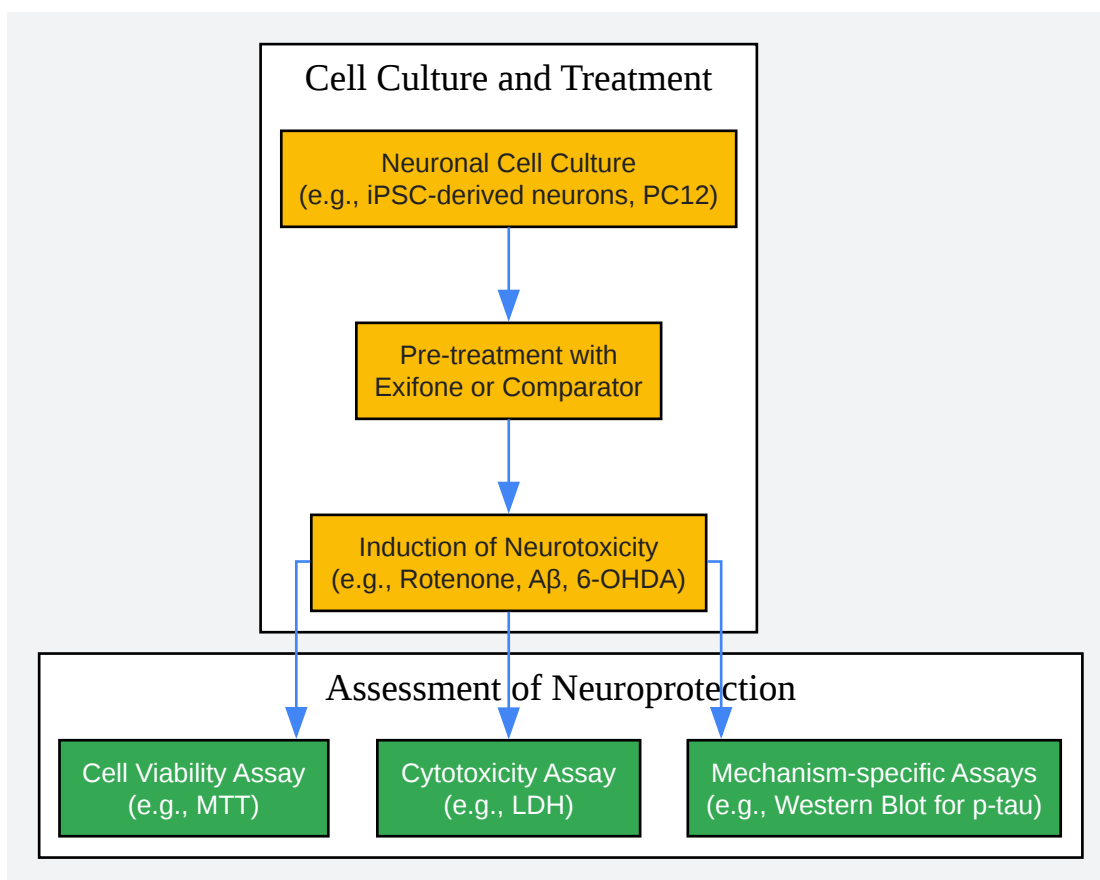 Cell Culture and Treatment
Neuronal Cell Culture
(e.g., iPSC-derived neurons, PC12)
Pre-treatment with
Exifone or Comparator
Induction of Neurotoxicity
(e.g., Rotenone, Aβ, 6-OHDA)
Assessment of Neuroprotection
Cell Viability Assay
(e.g., MTT)
Cytotoxicity Assay
(e.g., LDH)
Mechanism-specific Assays
(e.g., Western Blot for p-tau)